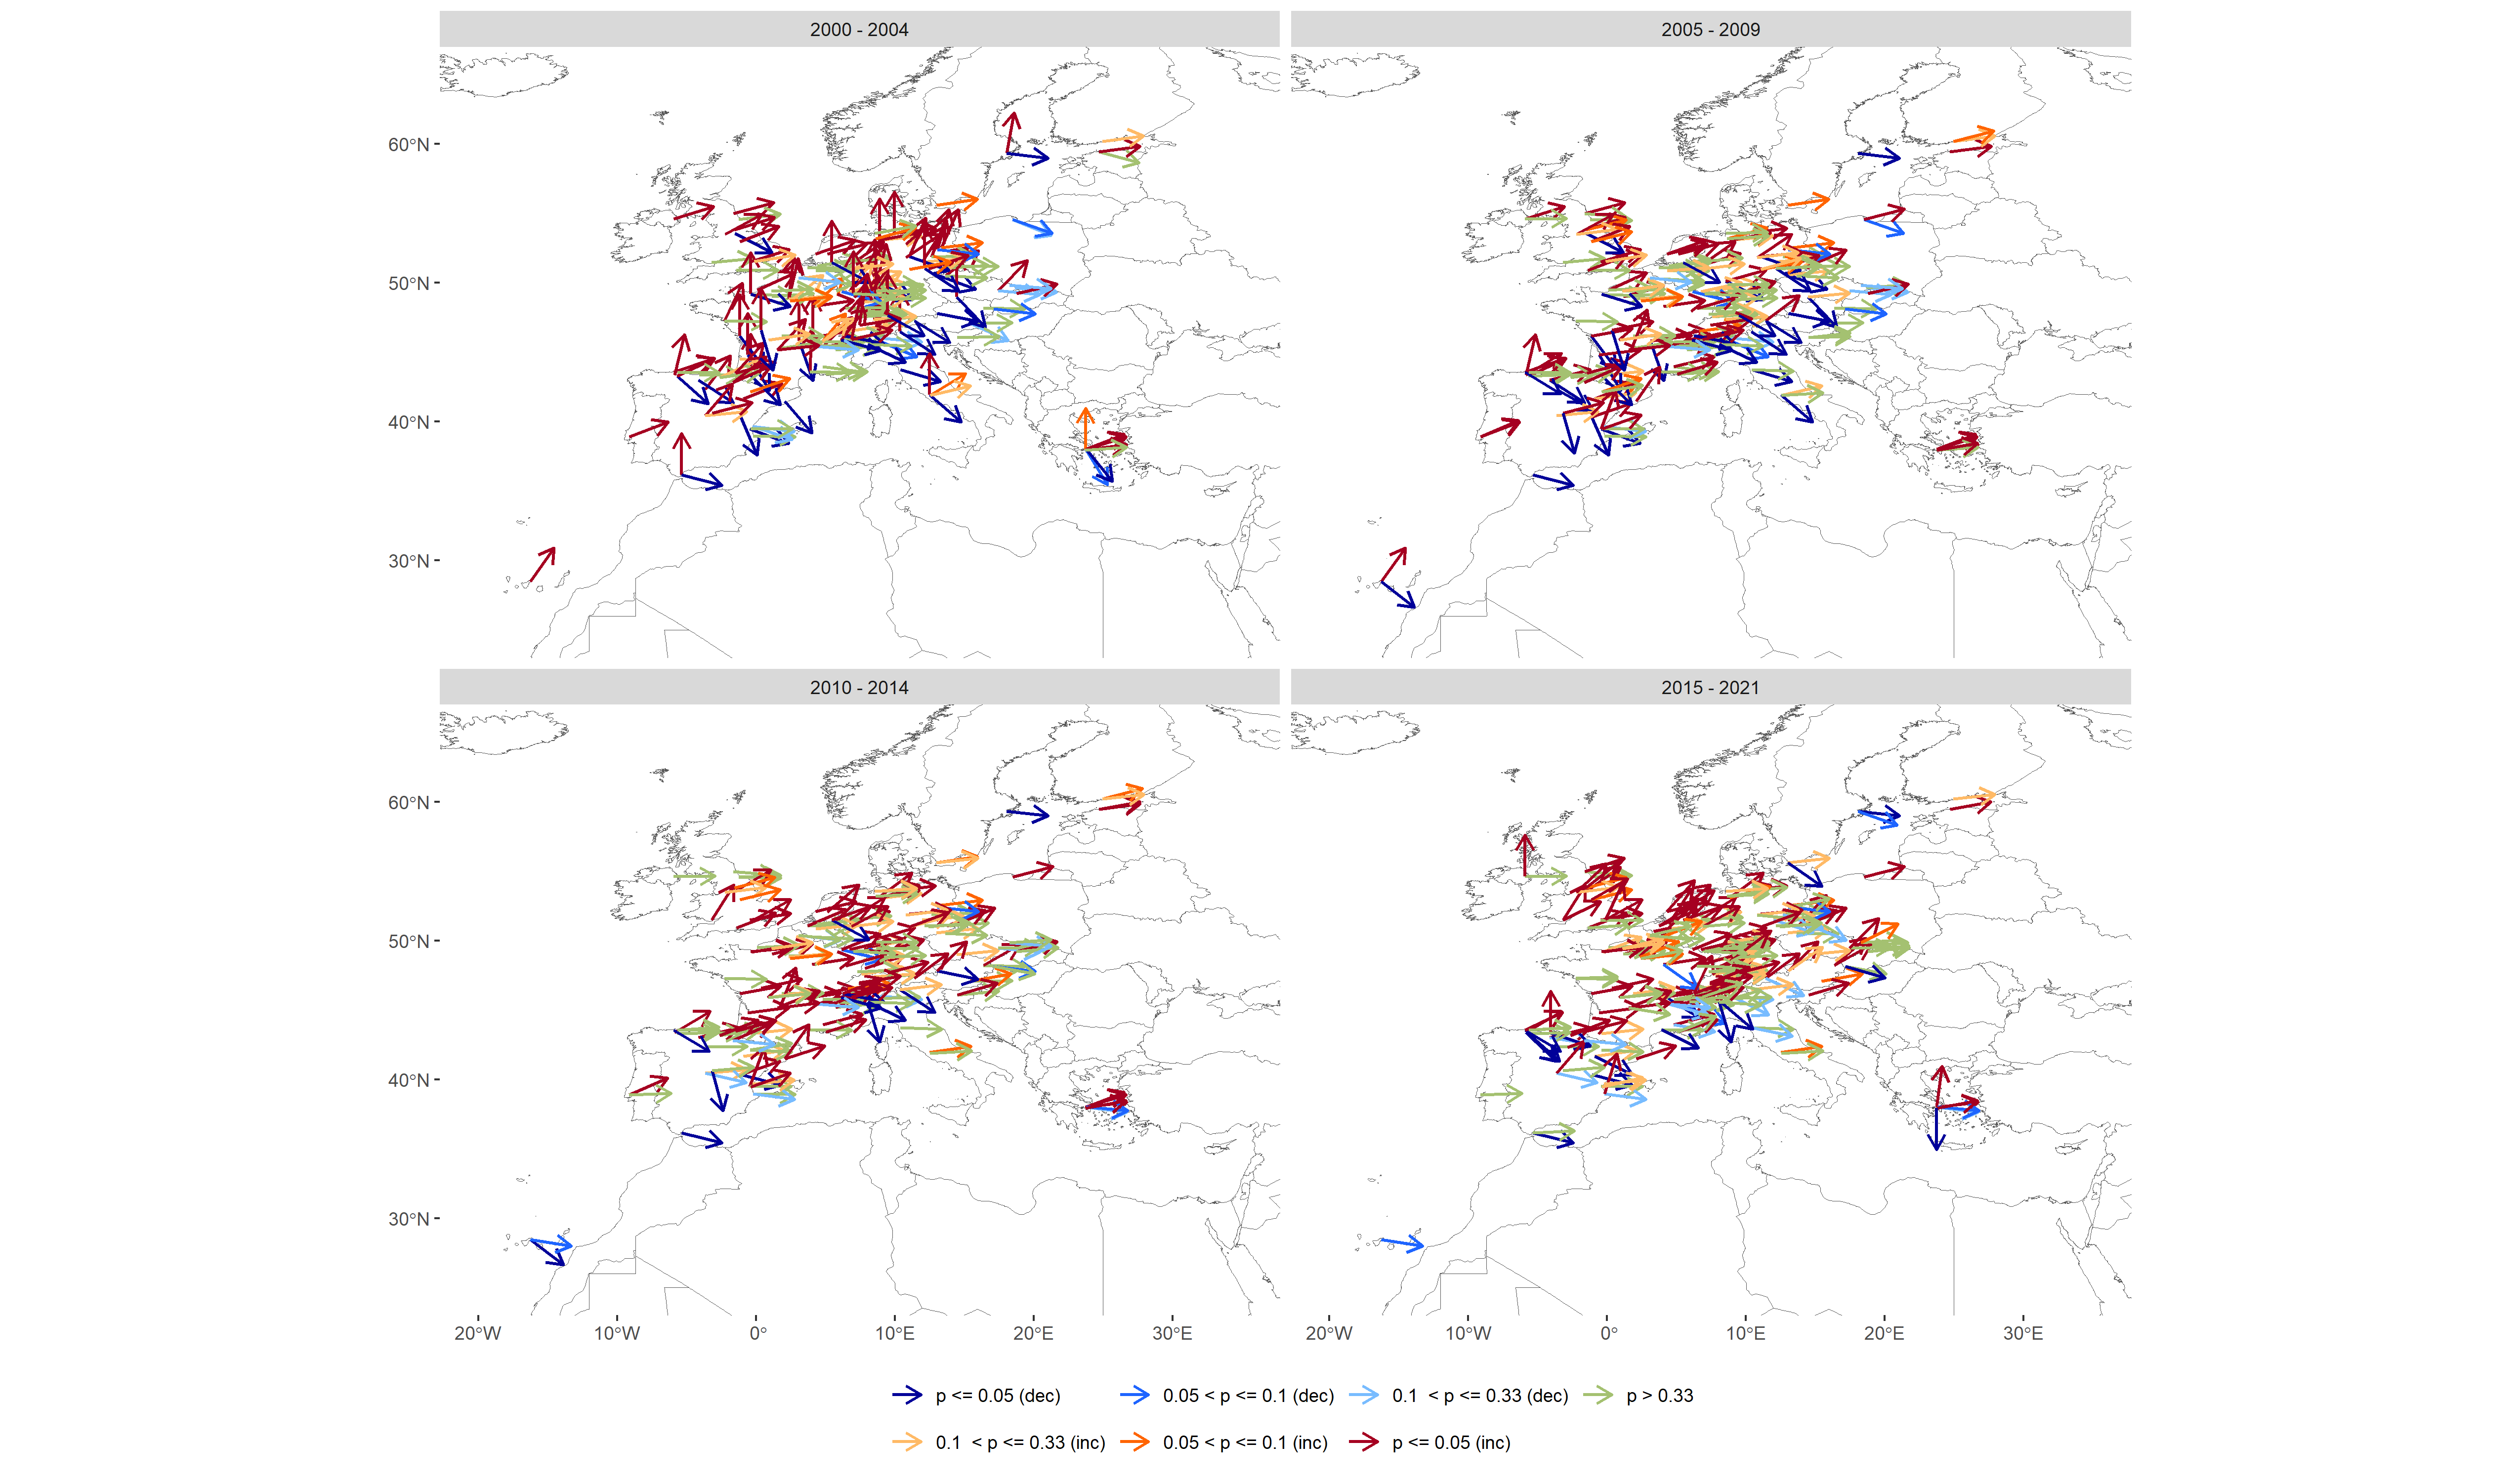 2000 - 2004
2005 - 2009
60°N
50°N
40°N
30°N
2010 - 2014
2015 - 2021
60°N
50°N
40°N
30°N
20°W 10°W 0° 10°E 20°E 30°E
20°W 10°W 0° 10°E 20°E 30°E
p <= 0.05 (dec) 0.05 < p <= 0.1 (dec) 0.1 < p <= 0.33 (dec) p > 0.33
0.1 < p <= 0.33 (inc) 0.05 < p <= 0.1 (inc) p <= 0.05 (inc)